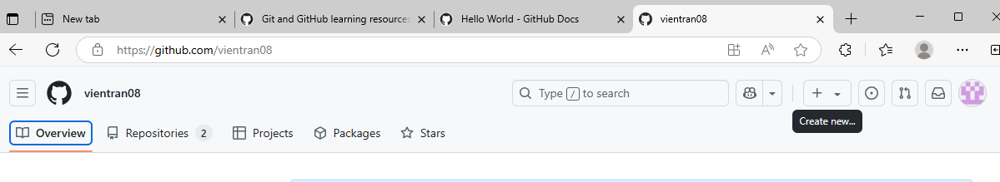 New tab
Git and GitHub learning resources
Hello World - GitHub Docs
vientran08
https://github.com/vientran08
vientran08
Type / to search
Create new...
Overview
Repositories 2
Projects
Packages
Stars